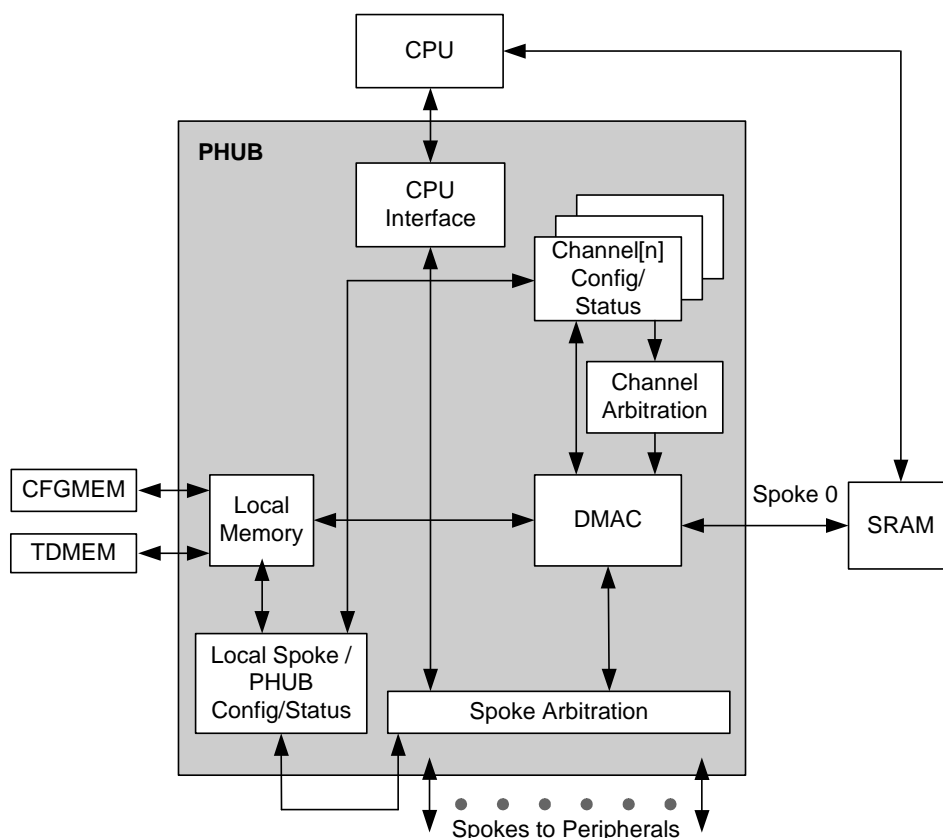 CPU
PHUB
CPU
Interface
Channel[n]
Config/
Status
Channel
Arbitration
CFGMEM
TDMEM
Local
Memory
DMAC
Spoke 0
SRAM
Local Spoke /
PHUB
Config/Status
Spoke Arbitration
Spokes to Peripherals